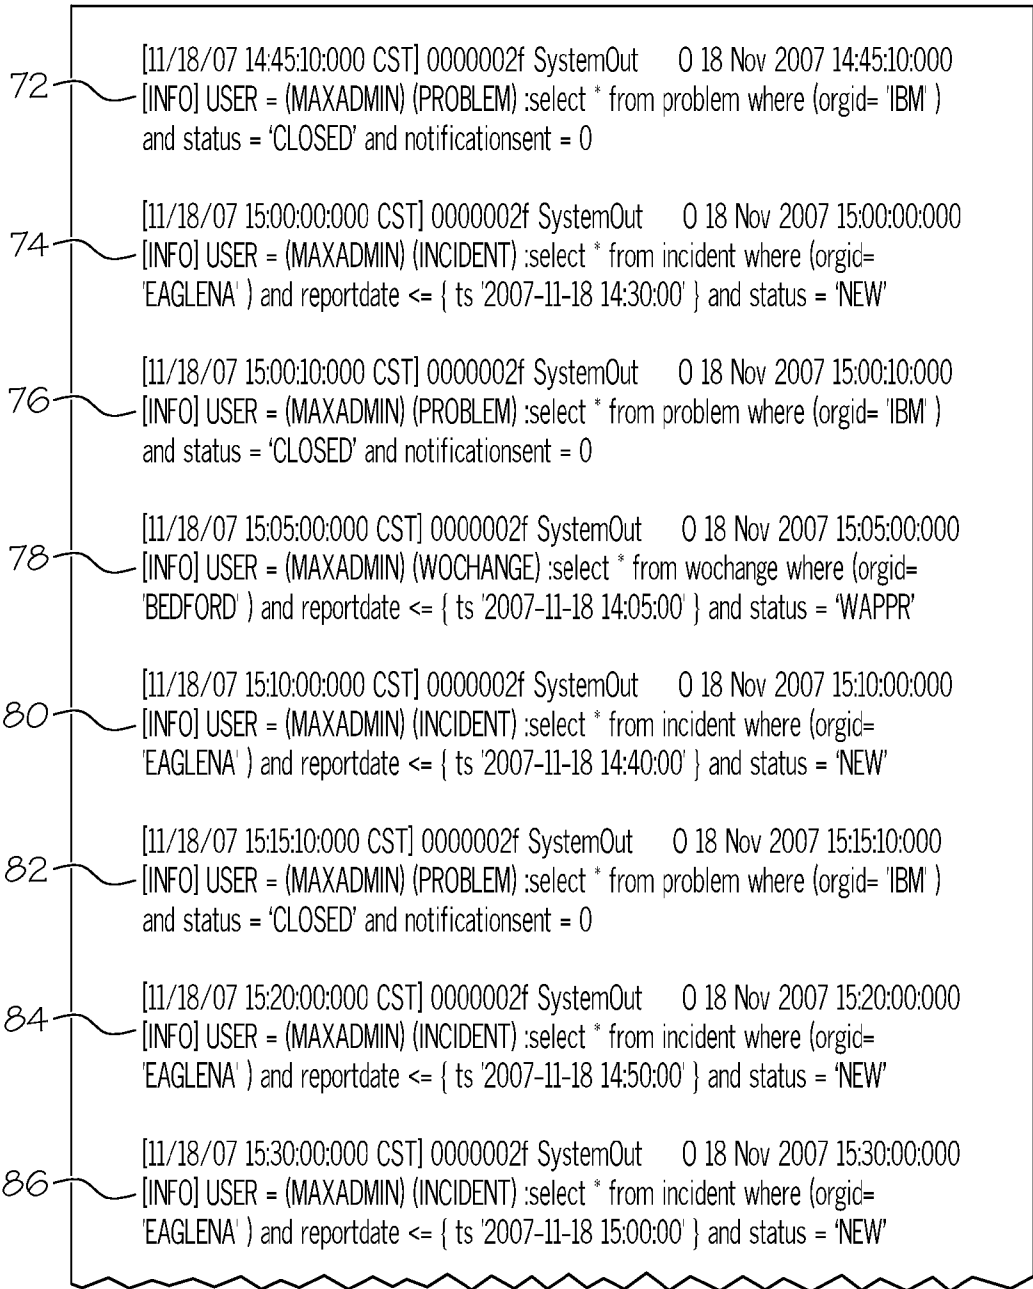 [11/18/07 14:45:10:000 CST] 0000002f SystemOut O 18 Nov 2007 14:45:10:000
72 [INFO] USER = (MAXADMIN) (PROBLEM) :select * from problem where (orgid= 'IBM' )
and status = 'CLOSED' and notificationsent = 0
[11/18/07 15:00:00:000 CST] 0000002f SystemOut O 18 Nov 2007 15:00:00:000
74 [INFO] USER = (MAXADMIN) (INCIDENT) :select * from incident where (orgid=
'EAGLENA' ) and reportdate <= { ts '2007-11-18 14:30:00' } and status = 'NEW'
[11/18/07 15:00:10:000 CST] 0000002f SystemOut O 18 Nov 2007 15:00:10:000
76 [INFO] USER = (MAXADMIN) (PROBLEM) :select * from problem where (orgid= 'IBM' )
and status = 'CLOSED' and notificationsent = 0
[11/18/07 15:05:00:000 CST] 0000002f SystemOut O 18 Nov 2007 15:05:00:000
78 [INFO] USER = (MAXADMIN) (WOCHANGE) :select * from wochange where (orgid=
'BEDFORD' ) and reportdate <= { ts '2007-11-18 14:05:00' } and status = 'WAPPR'
[11/18/07 15:10:00:000 CST] 0000002f SystemOut O 18 Nov 2007 15:10:00:000
80 [INFO] USER = (MAXADMIN) (INCIDENT) :select * from incident where (orgid=
'EAGLENA' ) and reportdate <= { ts '2007-11-18 14:40:00' } and status = 'NEW'
[11/18/07 15:15:10:000 CST] 0000002f SystemOut O 18 Nov 2007 15:15:10:000
82 [INFO] USER = (MAXADMIN) (PROBLEM) :select * from problem where (orgid= 'IBM' )
and status = 'CLOSED' and notificationsent = 0
[11/18/07 15:20:00:000 CST] 0000002f SystemOut O 18 Nov 2007 15:20:00:000
84 [INFO] USER = (MAXADMIN) (INCIDENT) :select * from incident where (orgid=
'EAGLENA' ) and reportdate <= { ts '2007-11-18 14:50:00' } and status = 'NEW'
[11/18/07 15:30:00:000 CST] 0000002f SystemOut O 18 Nov 2007 15:30:00:000
86 [INFO] USER = (MAXADMIN) (INCIDENT) :select * from incident where (orgid=
'EAGLENA' ) and reportdate <= { ts '2007-11-18 15:00:00' } and status = 'NEW'